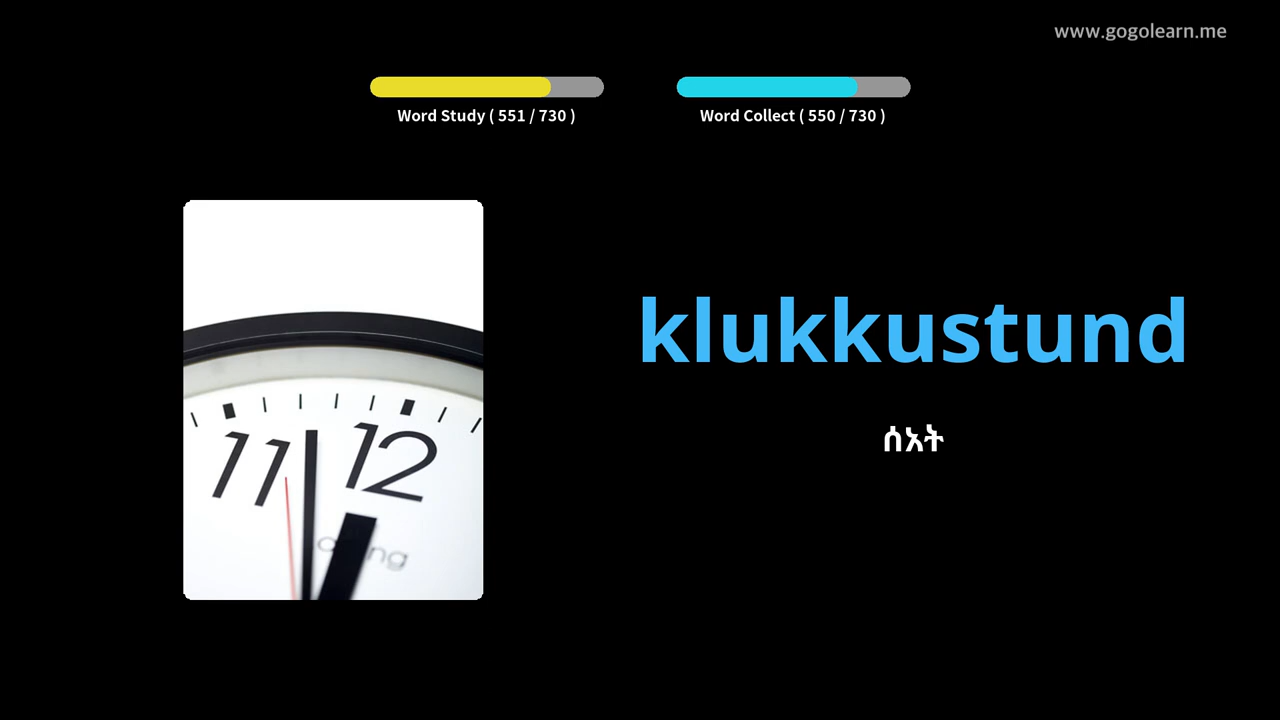 www.gogolearn.me
Word Study ( 551 / 730 )
Word Collect ( 550 / 730 )
klukkustund
ሰአት
11
12